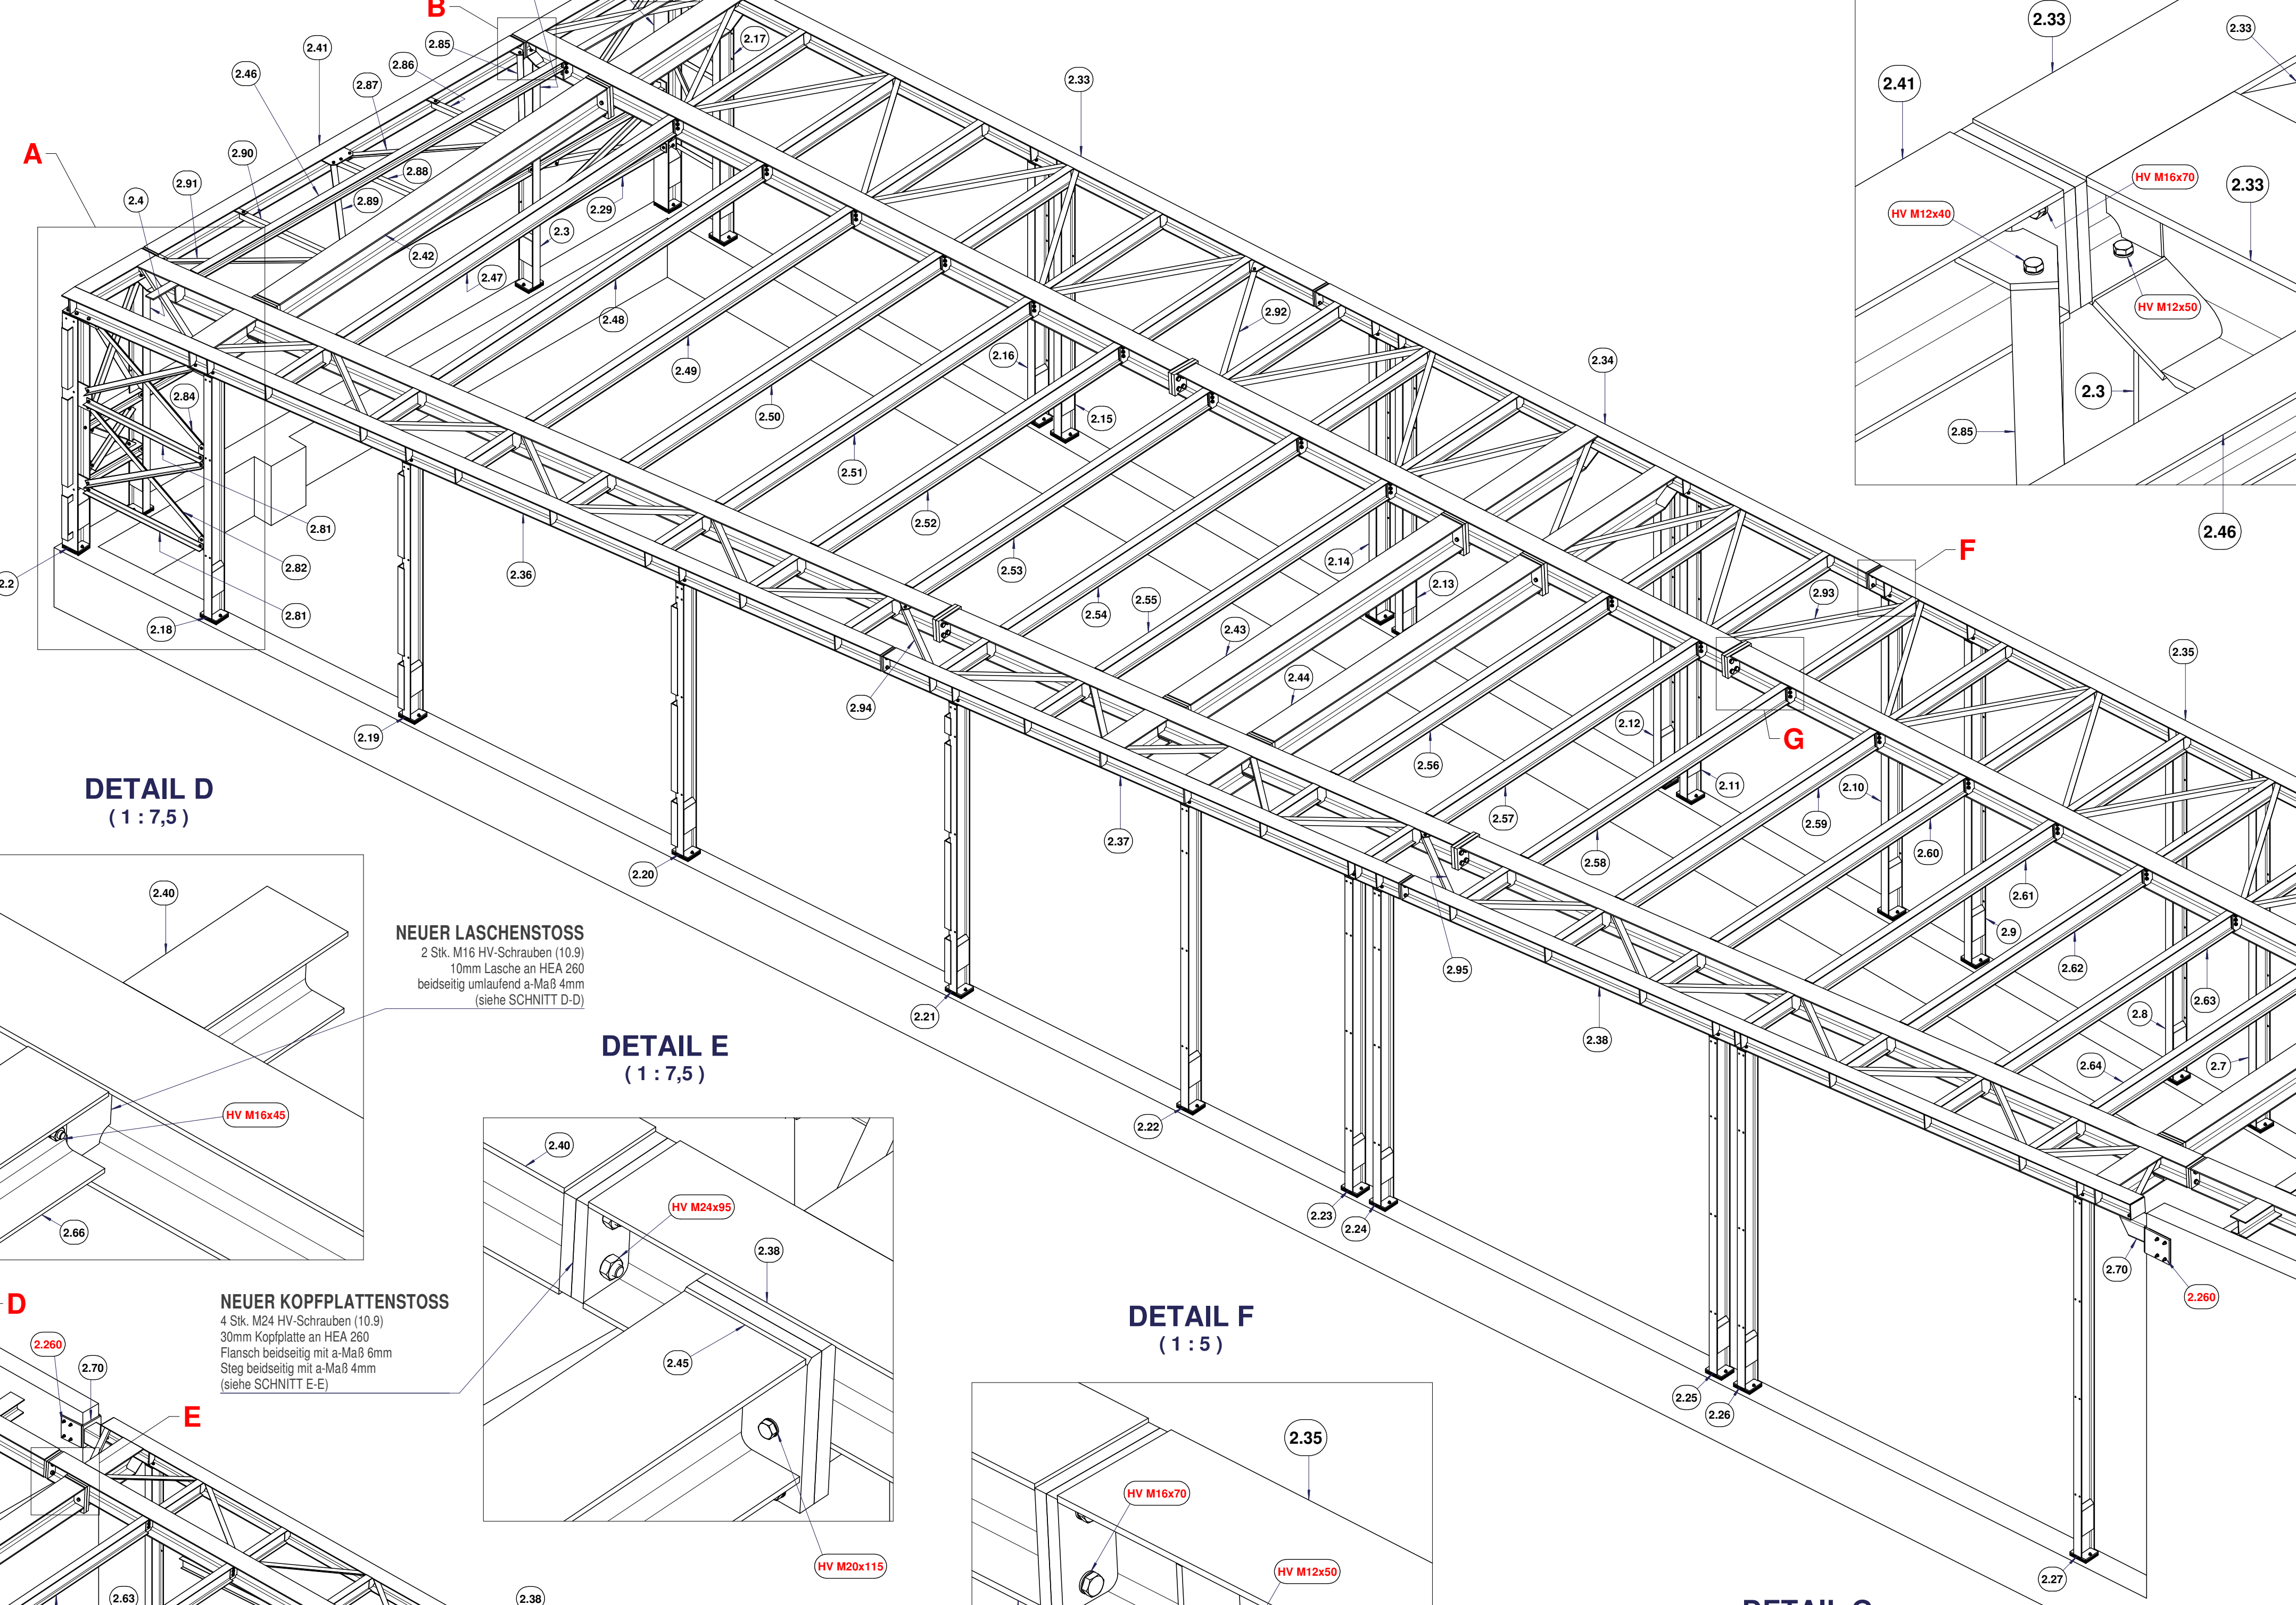 B
2.85
2.41
2.86
2.46
2.87
2.17
2.33
A
2.90
2.88
2.91
2.89
2.4
2.29
2.3
2.42
2.47
2.48
2.49
2.92
2.16
2.34
2.50
2.15
2.84
2.51
2.52
2.81
2.53
2.14
2.82
2.36
2.13
2.54
2.55
F
2.93
2.2
2.81
2.18
2.43
2.35
2.44
2.94
2.12
G
2.19
2.56
2.11
2.10
2.57
2.59
2.37
2.60
2.58
2.20
2.61
2.9
2.95
2.62
2.63
2.8
2.21
2.38
2.64
2.7
2.22
2.23
2.24
2.70
2.260
2.25
2.26
2.27
2.33
2.33
2.41
HV M16x70
2.33
HV M12x40
HV M12x50
2.3
2.85
2.46
DETAIL D
( 1 : 7,5 )
2.40
NEUER LASCHENSTOSS
2 Stk. M16 HV-Schrauben (10.9)
10mm Lasche an HEA 260
beidseitig umlaufend a-Maß 4mm
(siehe SCHNITT D-D)
HV M16x45
2.66
DETAIL E
( 1 : 7,5 )
2.40
HV M24x95
2.38
2.45
HV M20x115
D
NEUER KOPFPLATTENSTOSS
4 Stk. M24 HV-Schrauben (10.9)
30mm Kopfplatte an HEA 260
Flansch beidseitig mit a-Maß 6mm
Steg beidseitig mit a-Maß 4mm
(siehe SCHNITT E-E)
2.260
2.70
E
2.63
2.38
DETAIL F
( 1 : 5 )
2.35
HV M16x70
HV M12x50
DETAIL G